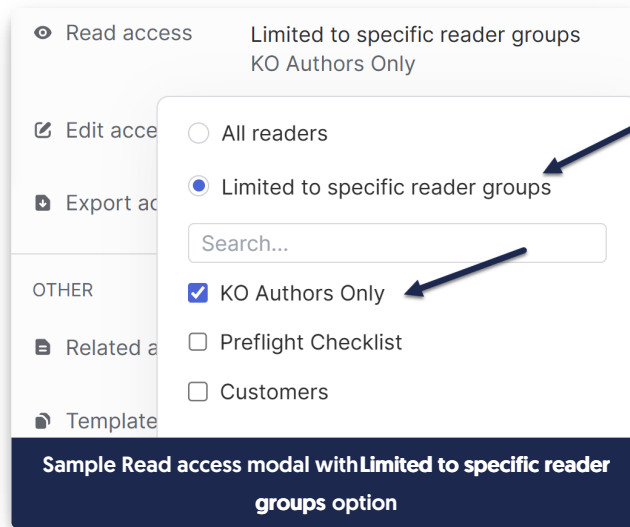 Read access
Limited to specific reader groups
KO Authors Only
Edit acce
All readers
Limited to specific reader groups
Export ac
Search...
OTHER
KO Authors Only
Related a
Preflight Checklist
Customers
Template
Sample Read access modal withLimited to specific reader
groups option